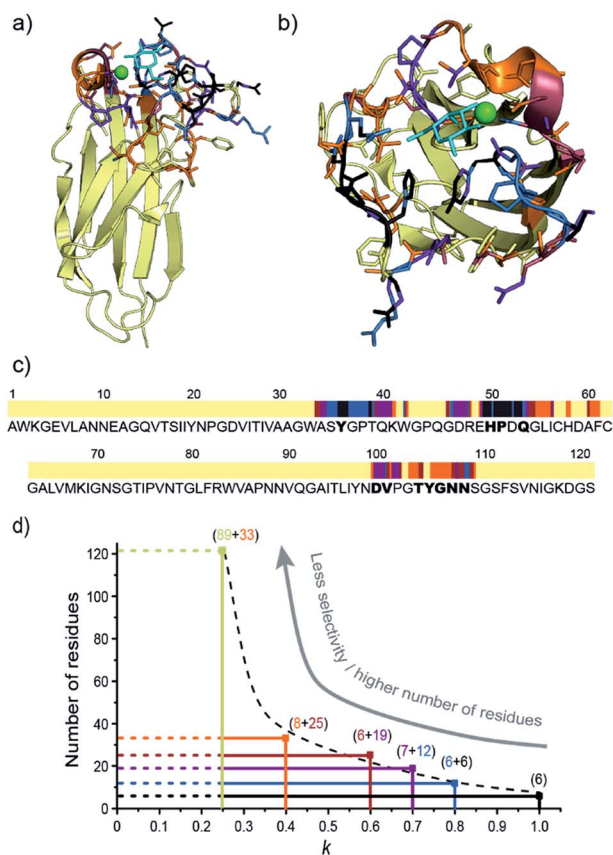 a)
b)
c)
1 10 20 30 40 50 60
AWKGEVLANNEAGQVTSIIYNPGDVITIVAAGWASYGPTQKWGPQGDREHPDQGLICHDAFC
70 80 90 100 110 121
GALVMKIGNSGTIPVNTGLFRWVAPNNVQGAITLIYNDVPGTYGNNSGSFSVNIGKDGS
d)
(89+33)
Less selectivity / higher number of residues
(8+25)
(6+19)
(7+12)
(6+6)
(6)
Number of residues
120
100
80
60
40
20
0
0 0.1 0.2 0.3 0.4 0.5 0.6 0.7 0.8 0.9 1.0
k